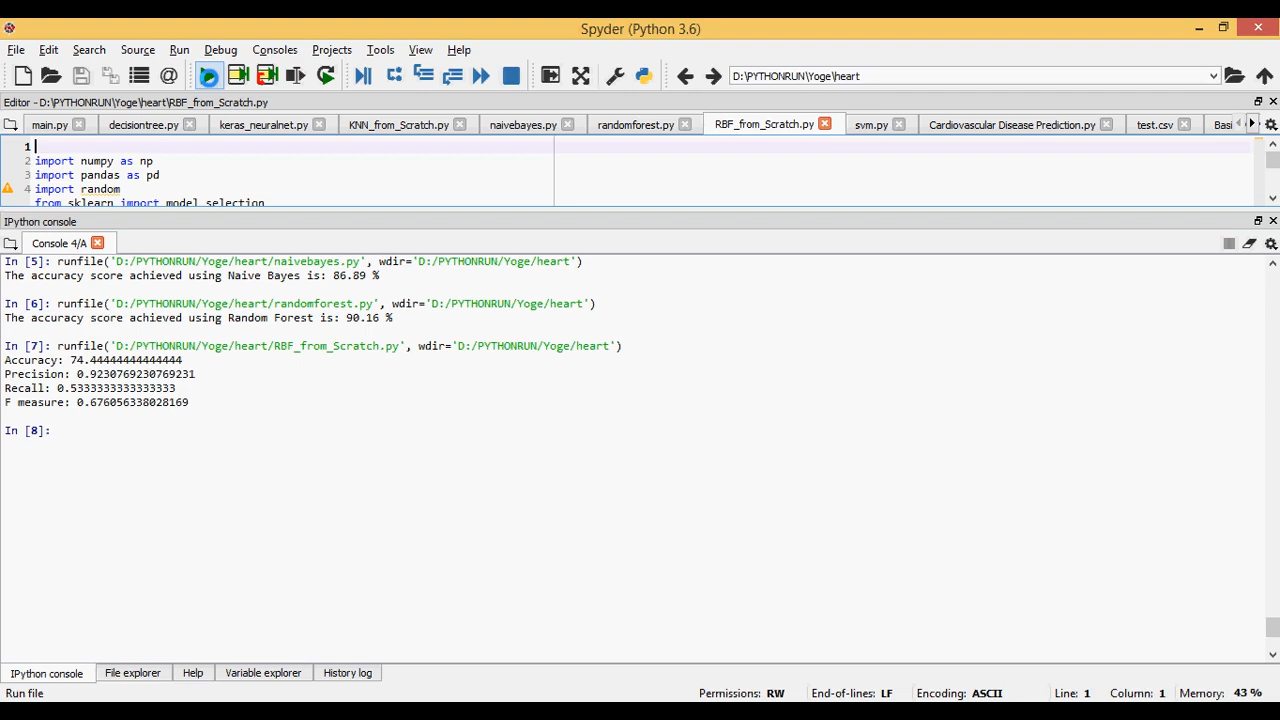 Spyder (Python 3.6)
File Edit Search Source Run Debug Consoles Projects Tools View Help
D:\PYTHONRUN\Yoge\heart
Editor - D:\PYTHONRUN\Yoge\heart\RBF_from_Scratch.py
main.py decisiontree.py keras_neuralnet.py KNN_from_Scratch.py naivebayes.py randomforest.py RBF_from_Scratch.py svm.py Cardiovascular Disease Prediction.py test.csv Basi
1
2 import numpy as np
3 import pandas as pd
4 import random
from sklearn import model_selection
IPython console
Console 4/A
In [5]: runfile('D:/PYTHONRUN/Yoge/heart/naivebayes.py', wdir='D:/PYTHONRUN/Yoge/heart')
The accuracy score achieved using Naive Bayes is: 86.89 %
In [6]: runfile('D:/PYTHONRUN/Yoge/heart/randomforest.py', wdir='D:/PYTHONRUN/Yoge/heart')
The accuracy score achieved using Random Forest is: 90.16 %
In [7]: runfile('D:/PYTHONRUN/Yoge/heart/RBF_from_Scratch.py', wdir='D:/PYTHONRUN/Yoge/heart')
Accuracy: 74.44444444444444
Precision: 0.9230769230769231
Recall: 0.5333333333333333
F measure: 0.676056338028169
In [8]:
IPython console File explorer Help Variable explorer History log
Run file Permissions: RW End-of-lines: LF Encoding: ASCII Line: 1 Column: 1 Memory: 43 %